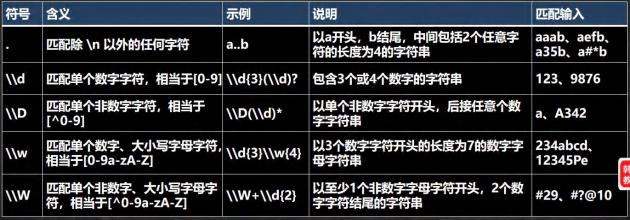 符号 含义 示例 说明 匹配输入
. 匹配除 \n 以外的任何字符 a..b 以a开头，b结尾，中间包括2个任意字符的长度为4的字符串 aaab、aefb、a35b、a#*b
\\d 匹配单个数字字符，相当于[0-9] \\d{3}(\\d)? 包含3个或4个数字的字符串 123、9876
\\D 匹配单个非数字字符，相当于[^0-9] \\D(\\d)* 以单个非数字字符开头，后接任意个数字字符串 a、A342
\\w 匹配单个数字、大小写字母字符，相当于[0-9a-zA-Z] \\d{3}\\w{4} 以3个数字字符开头的长度为7的数字字母字符串 234abcd、12345Pe
\\W 匹配单个非数字、大小写字母字符，相当于[^0-9a-zA-Z] \\W+\\d{2} 以至少1个非数字字母字符开头，2个数字字符结尾的字符串 #29、#?@10